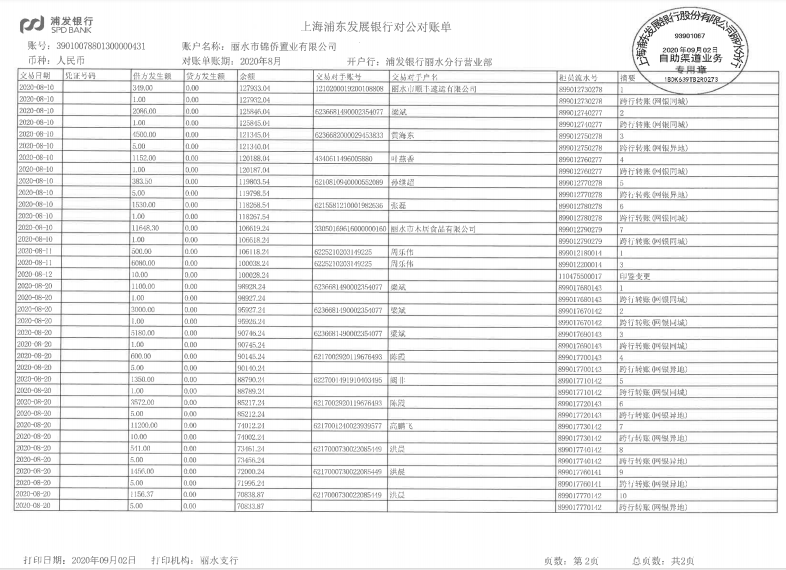 浦发银行
SPD BANK
上海浦东发展银行对公对账单
上海浦东发展银行股份有限公司丽水分行
93901067
2020年09月02日
自助渠道业务
专用章
账号：39010078801300000431 账户名称：丽水市锦侨置业有限公司
币种：人民币 对账单账期：2020年8月 开户行：浦发银行丽水分行营业部
交易日期 凭证号码 借方发生额 贷方发生额 余额 交易对手账号 交易对手户名 柜员流水号 摘要
2020-08-10 349.00 0.00 127933.04 1210200019200108808 丽水市顺丰速运有限公司 899012730278 1
2020-08-10 1.00 0.00 127932.04 899012730278 跨行转账(网银同城)
2020-08-10 2086.00 0.00 125846.04 6236681490002354077 梁斌 899012740277 2
2020-08-10 1.00 0.00 125845.04 899012740277 跨行转账(网银同城)
2020-08-10 4500.00 0.00 121345.04 6236682000029453833 黄海东 899012750278 3
2020-08-10 5.00 0.00 121340.04 899012750278 跨行转账(网银异地)
2020-08-10 1152.00 0.00 120188.04 4340611496005880 叶燕香 899012760277 4
2020-08-10 1.00 0.00 120187.04 899012760277 跨行转账(网银同城)
2020-08-10 383.50 0.00 119803.54 6210810940000552089 孙继超 899012770278 5
2020-08-10 5.00 0.00 119798.54 899012770278 跨行转账(网银异地)
2020-08-10 1530.00 0.00 118268.54 6215581210001982636 张磊 899012780278 6
2020-08-10 1.00 0.00 118267.54 899012780278 跨行转账(网银同城)
2020-08-10 11648.30 0.00 106619.24 33050169616000000160 丽水市木坊食品有限公司 899012790279 7
2020-08-10 1.00 0.00 106618.24 899012790279 跨行转账(网银同城)
2020-08-11 500.00 0.00 106118.24 6225210203149225 周乐伟 899012180014 1
2020-08-11 6080.00 0.00 100038.24 6225210203149225 周乐伟 899012200014 3
2020-08-12 10.00 0.00 100028.24 110475500017 印鉴变更
2020-08-20 1100.00 0.00 98928.24 6236681490002354077 梁斌 899017680143 1
2020-08-20 1.00 0.00 98927.24 899017680143 跨行转账(网银同城)
2020-08-20 3000.00 0.00 95927.24 6236681490002354077 梁斌 899017670142 2
2020-08-20 1.00 0.00 95926.24 899017670142 跨行转账(网银同城)
2020-08-20 5180.00 0.00 90746.24 6236681490002354077 梁斌 899017690143 3
2020-08-20 1.00 0.00 90745.24 899017690143 跨行转账(网银同城)
2020-08-20 600.00 0.00 90145.24 6217002920119676493 陈霞 899017700143 4
2020-08-20 5.00 0.00 90140.24 899017700143 跨行转账(网银异地)
2020-08-20 1350.00 0.00 88790.24 6227001491910403495 899017710142 5
2020-08-20 1.00 0.00 88789.24 899017710142 跨行转账(网银同城)
2020-08-20 3572.00 0.00 85217.24 6217002920119676493 陈霞 899017720143 6
2020-08-20 5.00 0.00 85212.24 899017720143 跨行转账(网银异地)
2020-08-20 11200.00 0.00 74012.24 6217001240023939577 高鹏飞 899017730142 7
2020-08-20 10.00 0.00 74002.24 899017730142 跨行转账(网银异地)
2020-08-20 541.00 0.00 73461.24 6217000730022085449 洪晨 899017740142 8
2020-08-20 5.00 0.00 73456.24 899017740142 跨行转账(网银异地)
2020-08-20 1456.00 0.00 72000.24 6217000730022085449 洪晨 899017760141 9
2020-08-20 5.00 0.00 71995.24 899017760141 跨行转账(网银异地)
2020-08-20 1156.37 0.00 70838.87 6217000730022085449 洪晨 899017770142 10
2020-08-20 5.00 0.00 70833.87 899017770142 跨行转账(网银异地)
打印日期：2020年09月02日 打印机构：丽水支行 页数：第2页 总页数：共2页